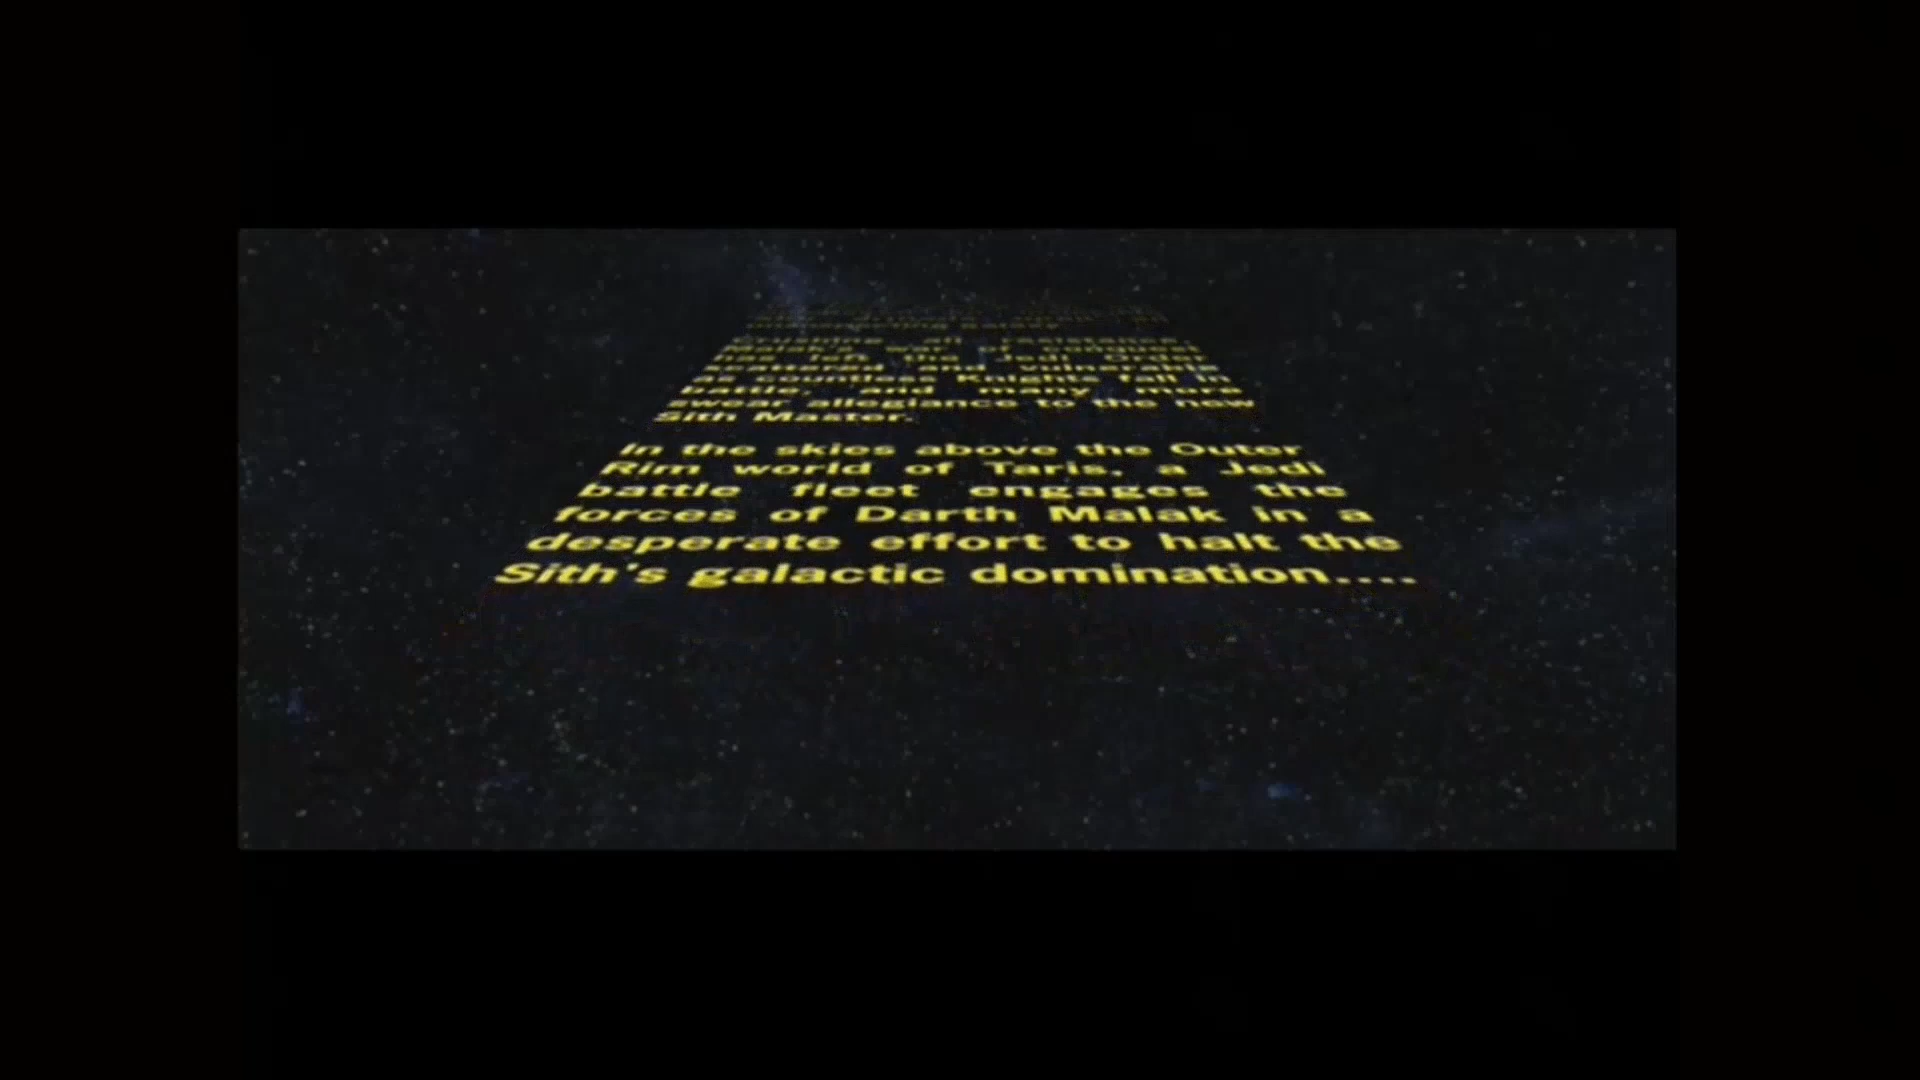 Crushing all resistance,
Malak's war of conquest
has left the Jedi Order
scattered and vulnerable
as countless Knights fall in
battle, and many more
swear allegiance to the new
Sith Master.
In the skies above the Outer
Rim world of Taris, a Jedi
battle fleet engages the
forces of Darth Malak in a
desperate effort to halt the
Sith's galactic domination....